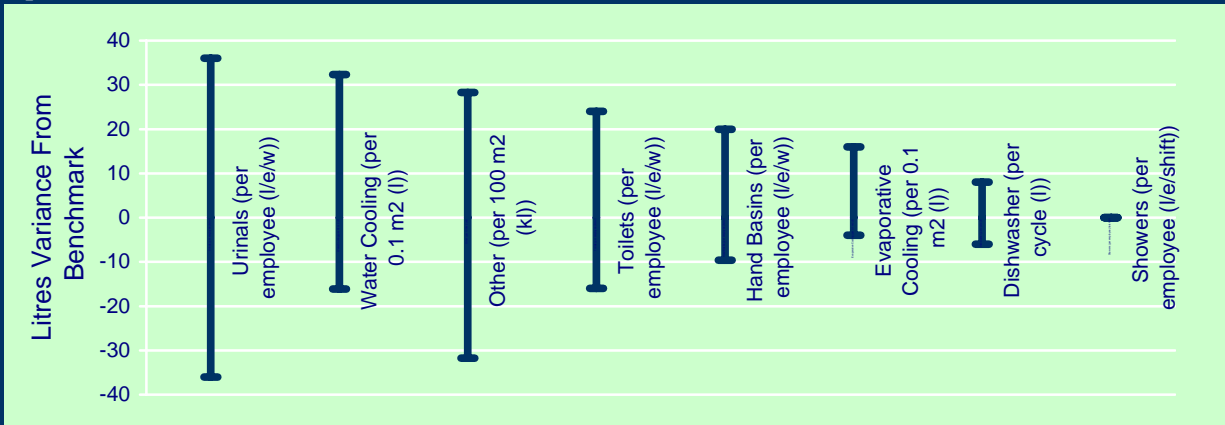 Litres Variance From
Benchmark
40
30
20
10
0
-10
-20
-30
-40
Urinals (per
employee (l/e/w))
Water Cooling (per
0.1 m2 (l))
Other (per 100 m2
(kl))
Toilets (per
employee (l/e/w))
Hand Basins (per
employee (l/e/w))
Evaporative
Cooling (per 0.1
m2 (l))
Dishwasher (per
cycle (l))
Showers (per
employee (l/e/shift))